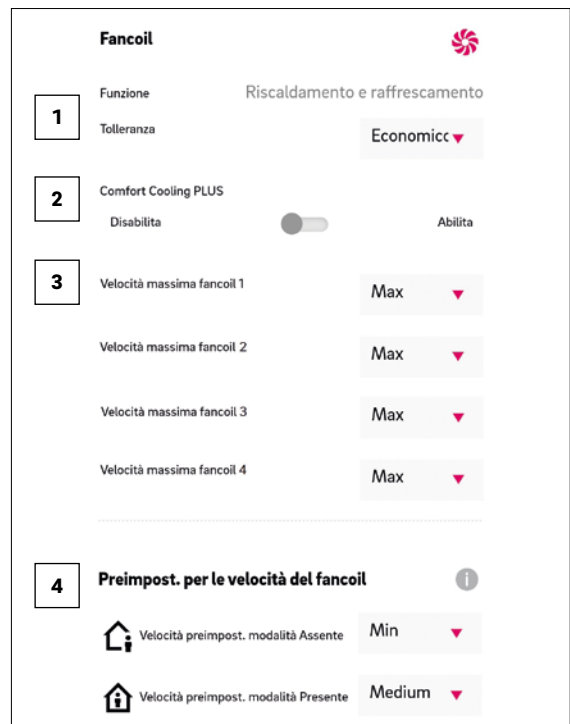 Fancoil
Funzione Riscaldamento e raffrescamento
1
Tolleranza Economicc
2
Comfort Cooling PLUS
Disabilita Abilita
3
Velocità massima fancoil 1 Max
Velocità massima fancoil 2 Max
Velocità massima fancoil 3 Max
Velocità massima fancoil 4 Max
4
Preimpost. per le velocità del fancoil i
Velocità preimpost. modalità Assente Min
Velocità preimpost. modalità Presente Medium